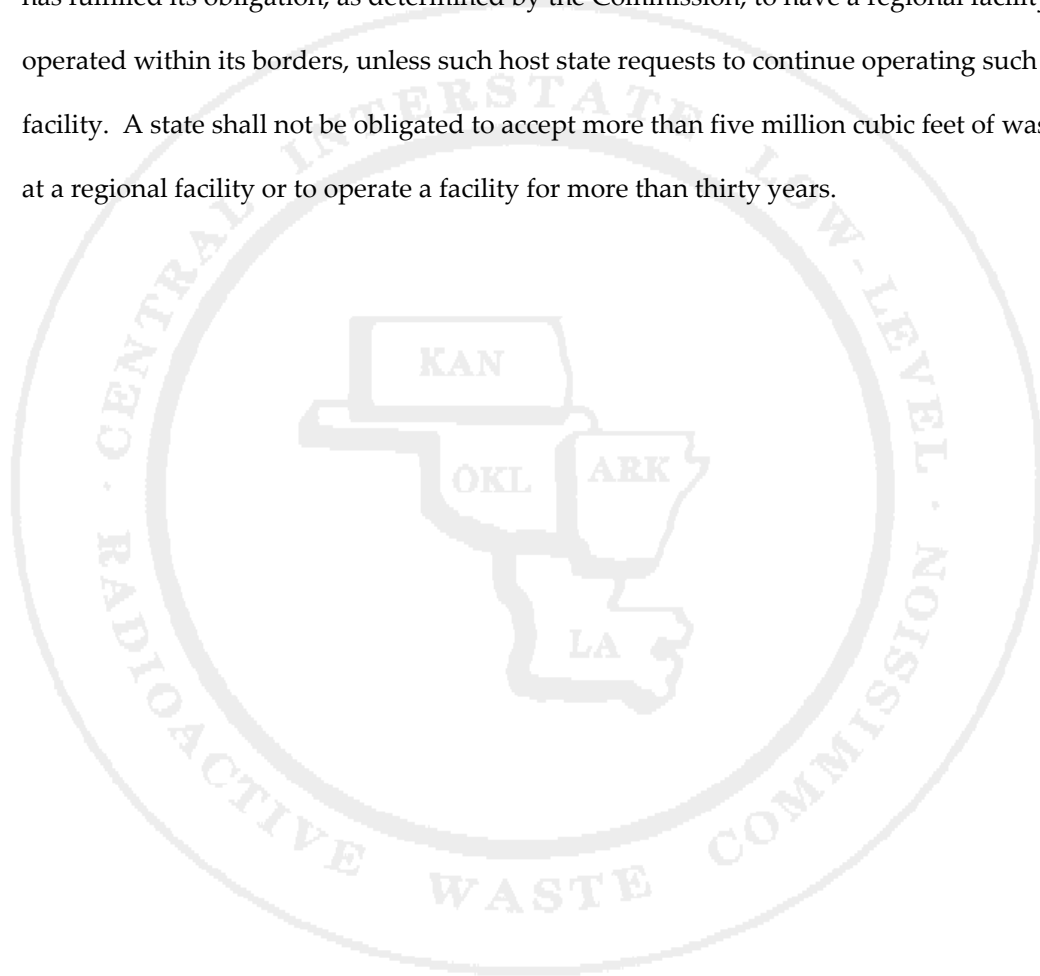 has fulfilled its obligation, as determined by the Commission, to have a regional facility
operated within its borders, unless such host state requests to continue operating such
facility. A state shall not be obligated to accept more than five million cubic feet of
at a regional facility or to operate a facility for more than thirty years.
· CENTRAL INTERSTATE LOW-LEVEL ·
RADIOACTIVE WASTE COMMISSION
KAN
OKL
ARK
LA